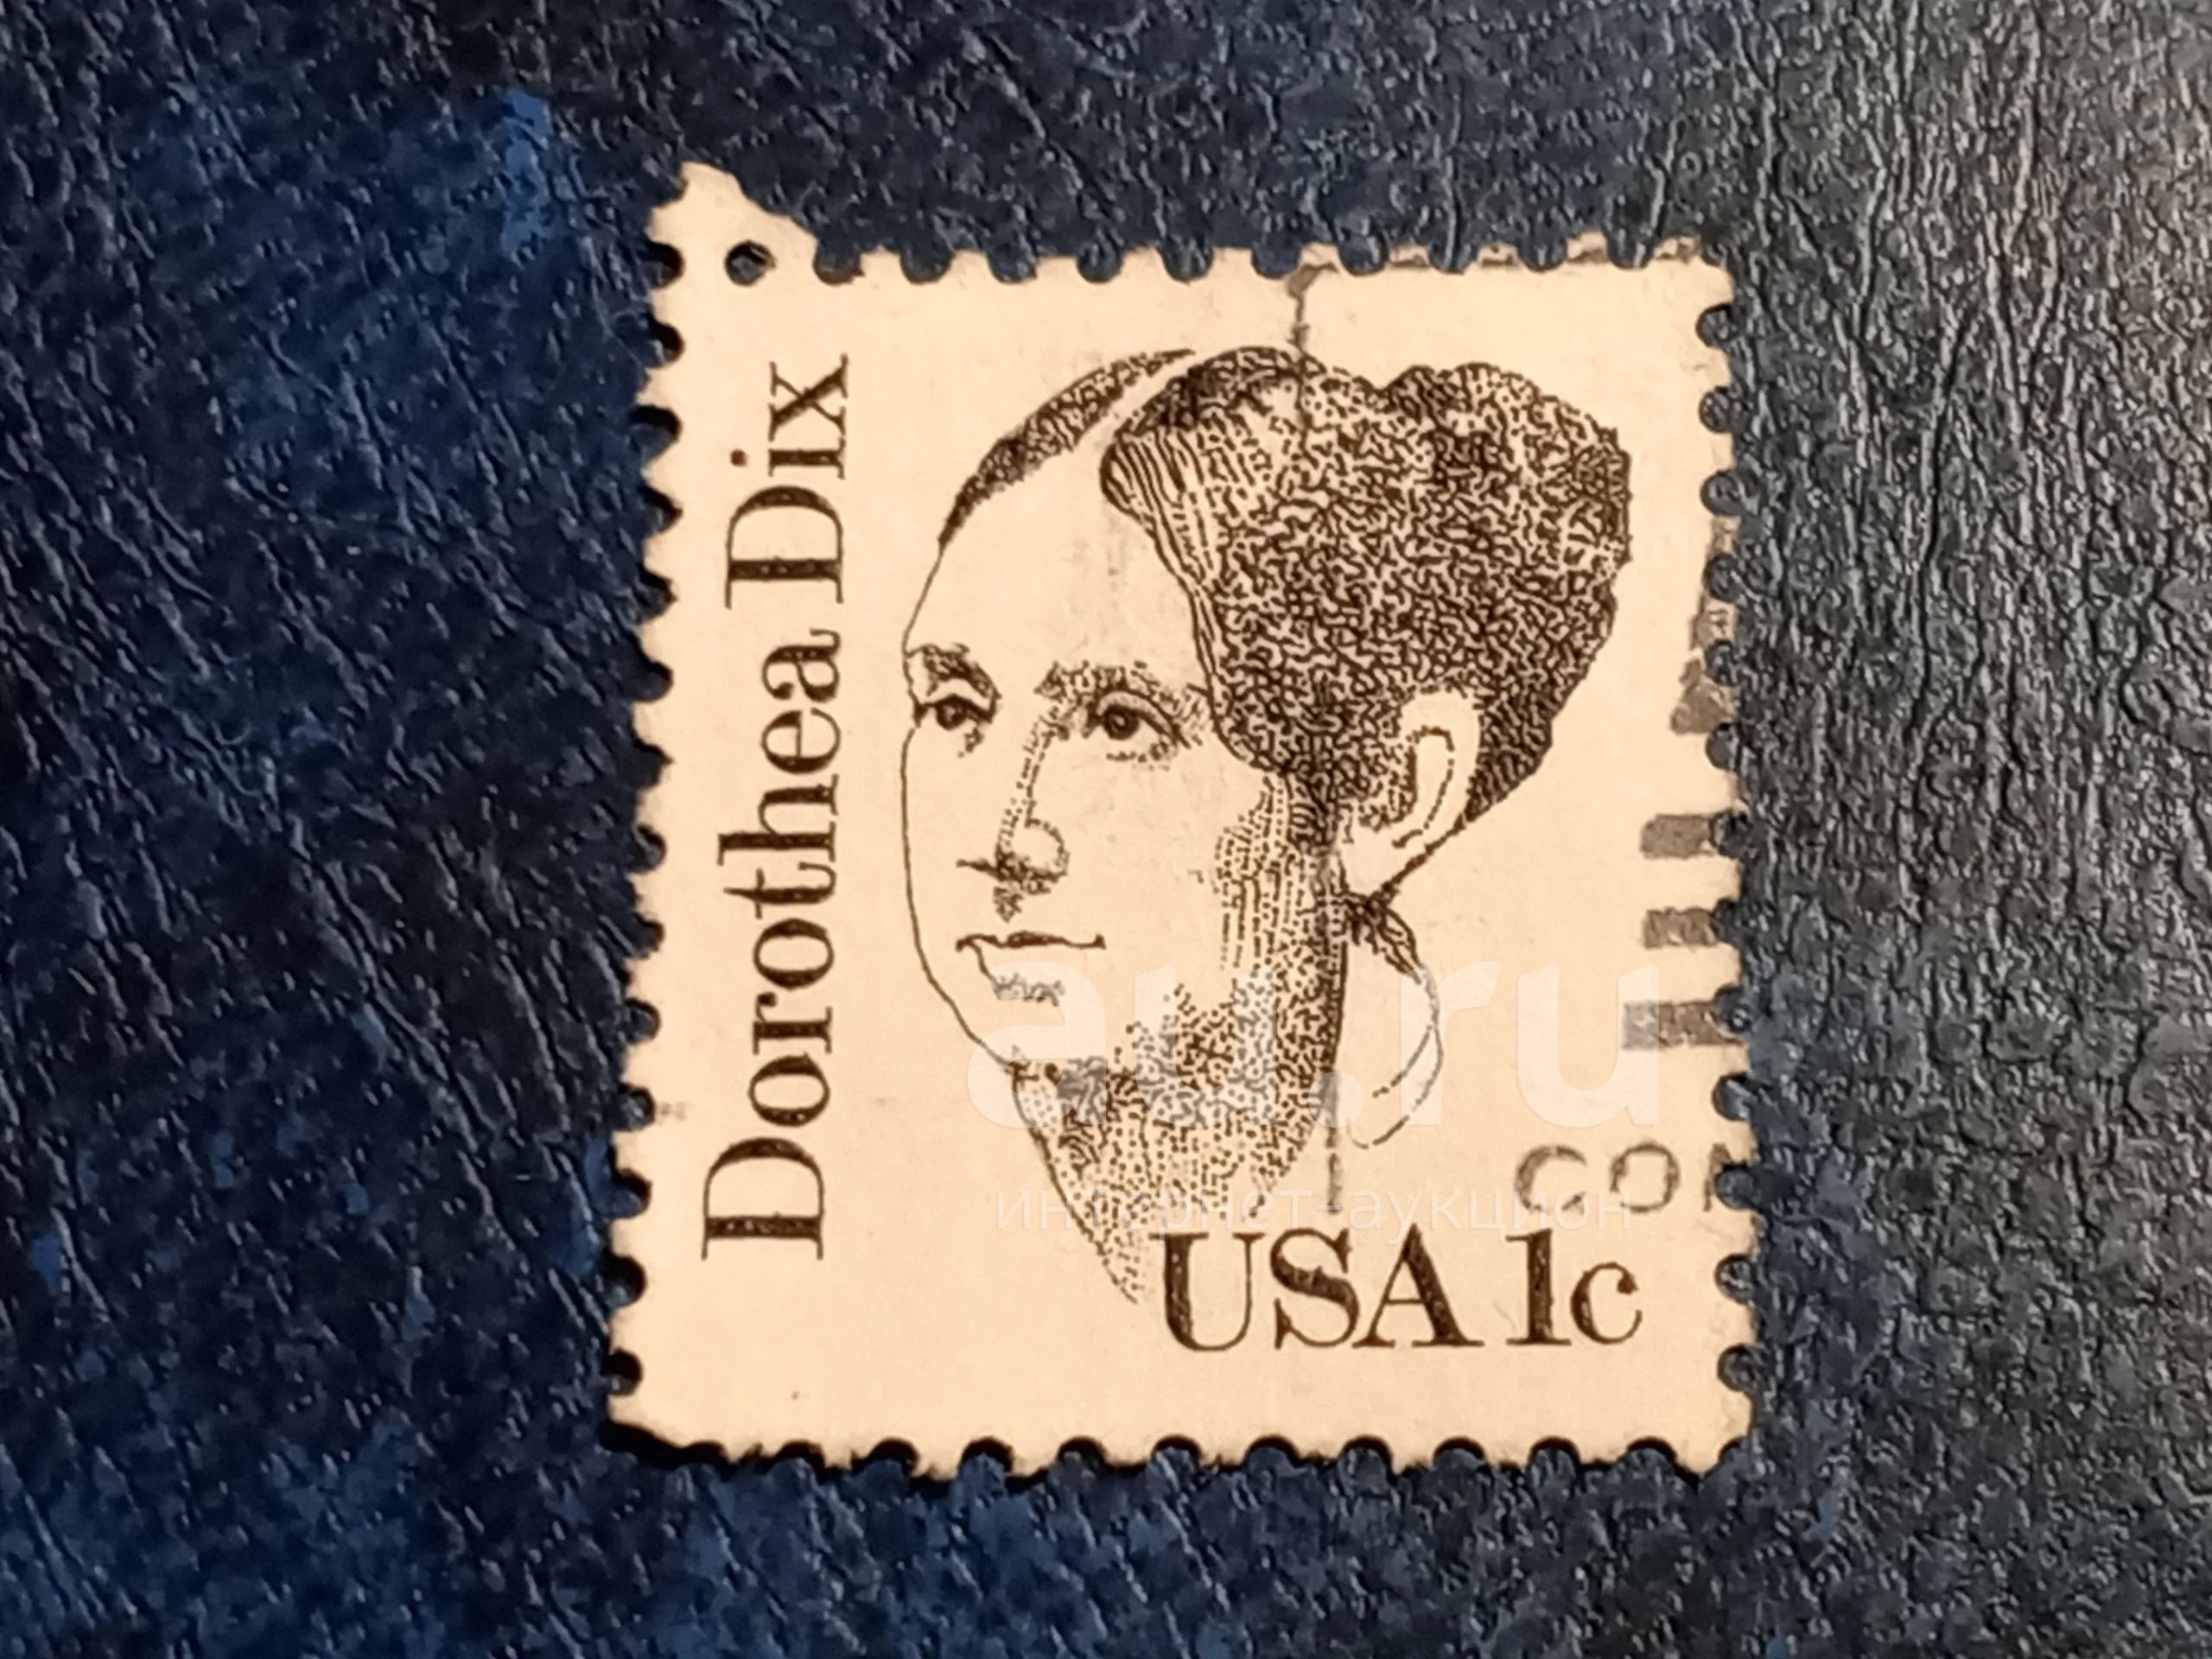 Dorothea Dix
au.ru
интернет-аукцион
USA 1c